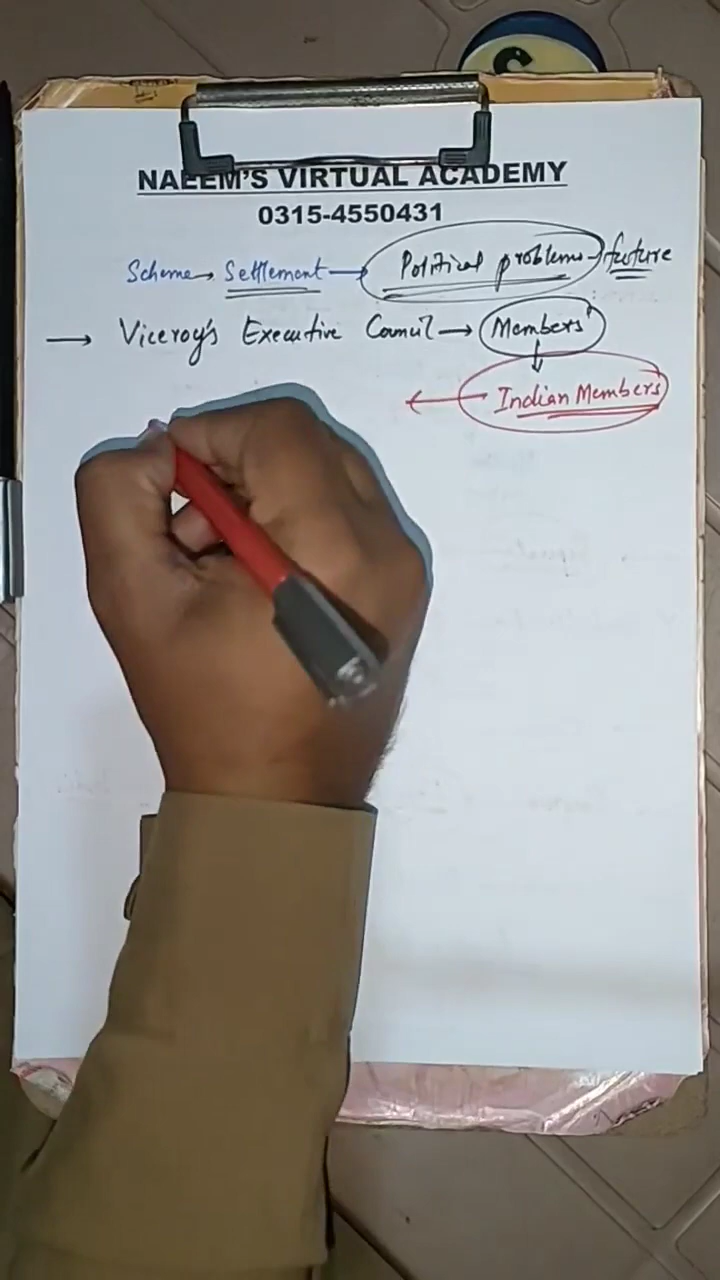 NAEEM'S VIRTUAL ACADEMY
0315-4550431
Scheme → Settlement → Political problems → future
→ Viceroy's Executive Council → Members
Indian Members